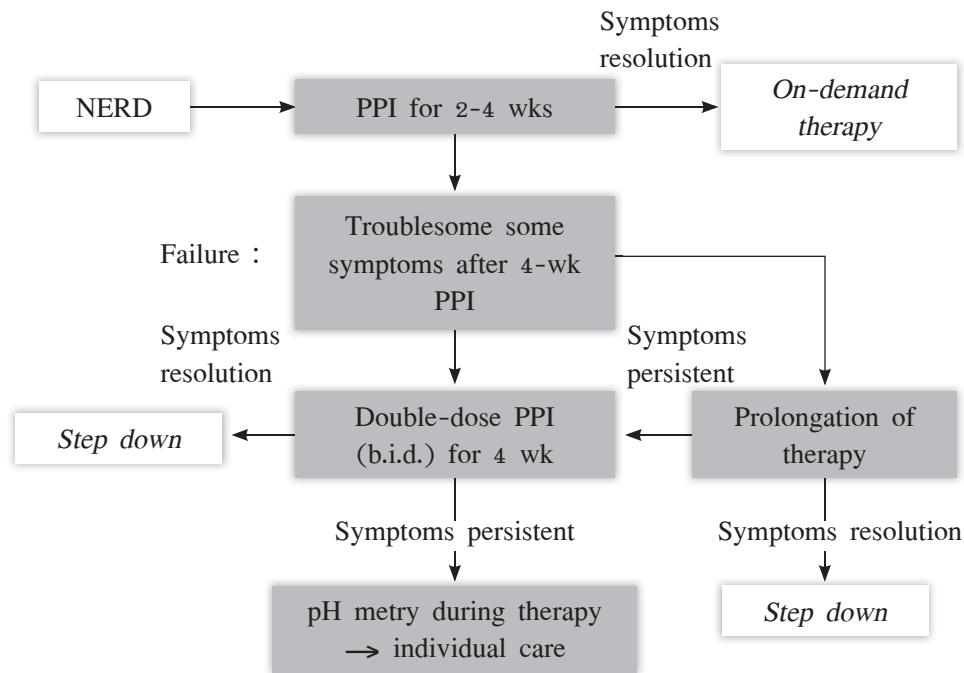 Symptoms
resolution
NERD
PPI for 2-4 wks
On-demand
therapy
Failure :
Troublesome some
symptoms after 4-wk
PPI
Symptoms
resolution
Symptoms
persistent
Step down
Double-dose PPI
(b.i.d.) for 4 wk
Prolongation of
therapy
Symptoms persistent
Symptoms resolution
pH metry during therapy
→ individual care
Step down